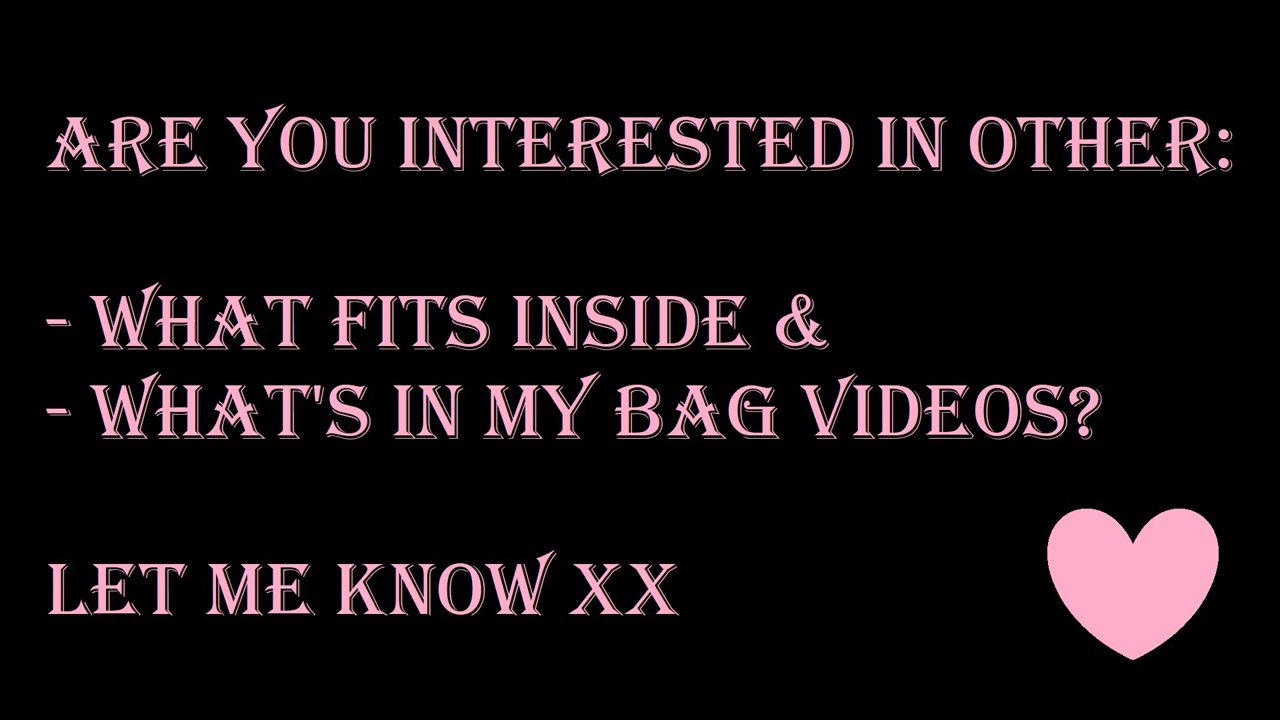 ARE YOU INTERESTED IN OTHER:
- WHAT FITS INSIDE &
- WHAT'S IN MY BAG VIDEOS?
LET ME KNOW XX